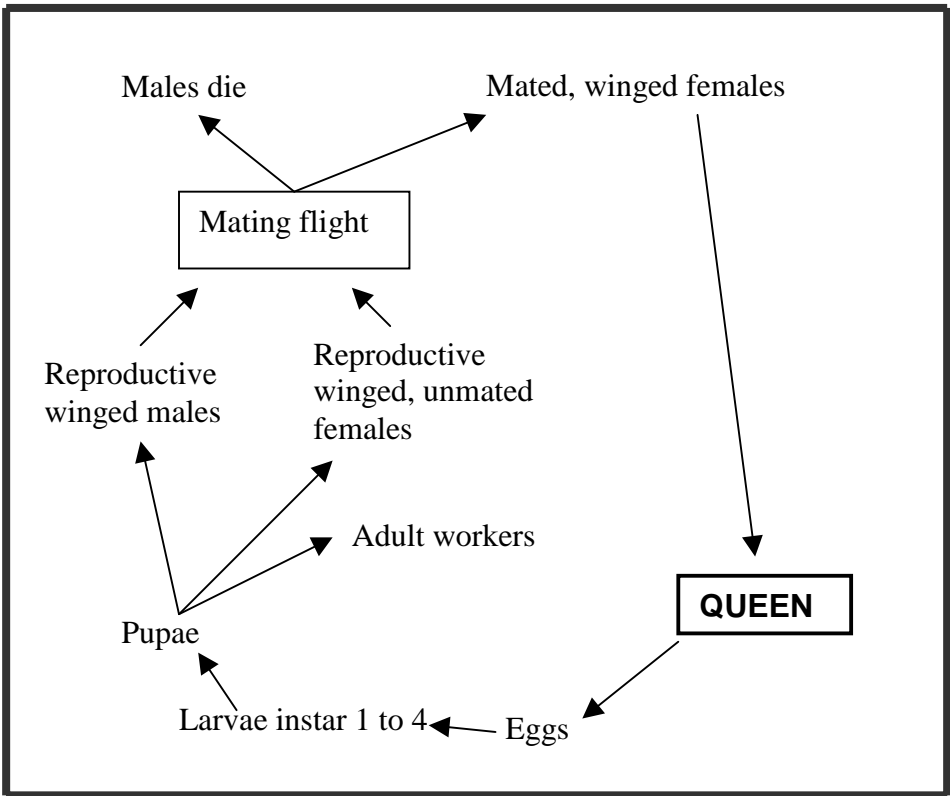 Males die
Mated, winged females
Mating flight
Reproductive
winged males
Reproductive
winged, unmated
females
Adult workers
QUEEN
Pupae
Larvae instar 1 to 4
Eggs